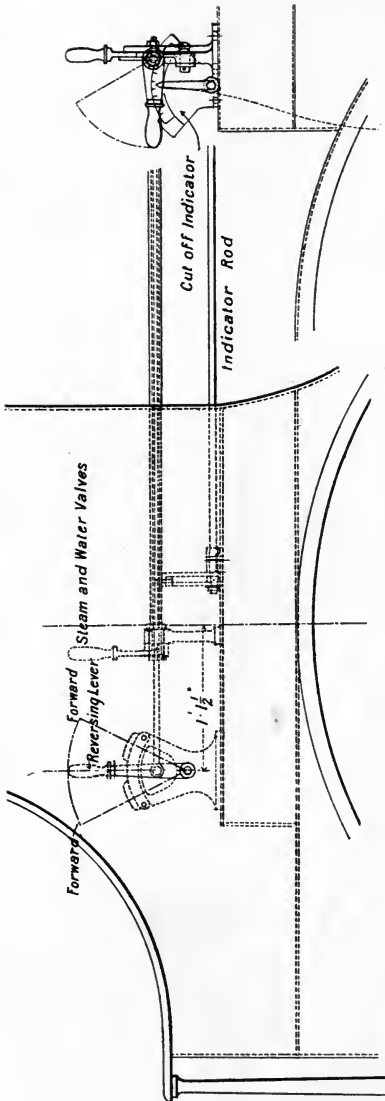 Cut off Indicator
Indicator Rod
Steam and Water Valves
Forward
Reversing Lever
Forward
1' 1½"